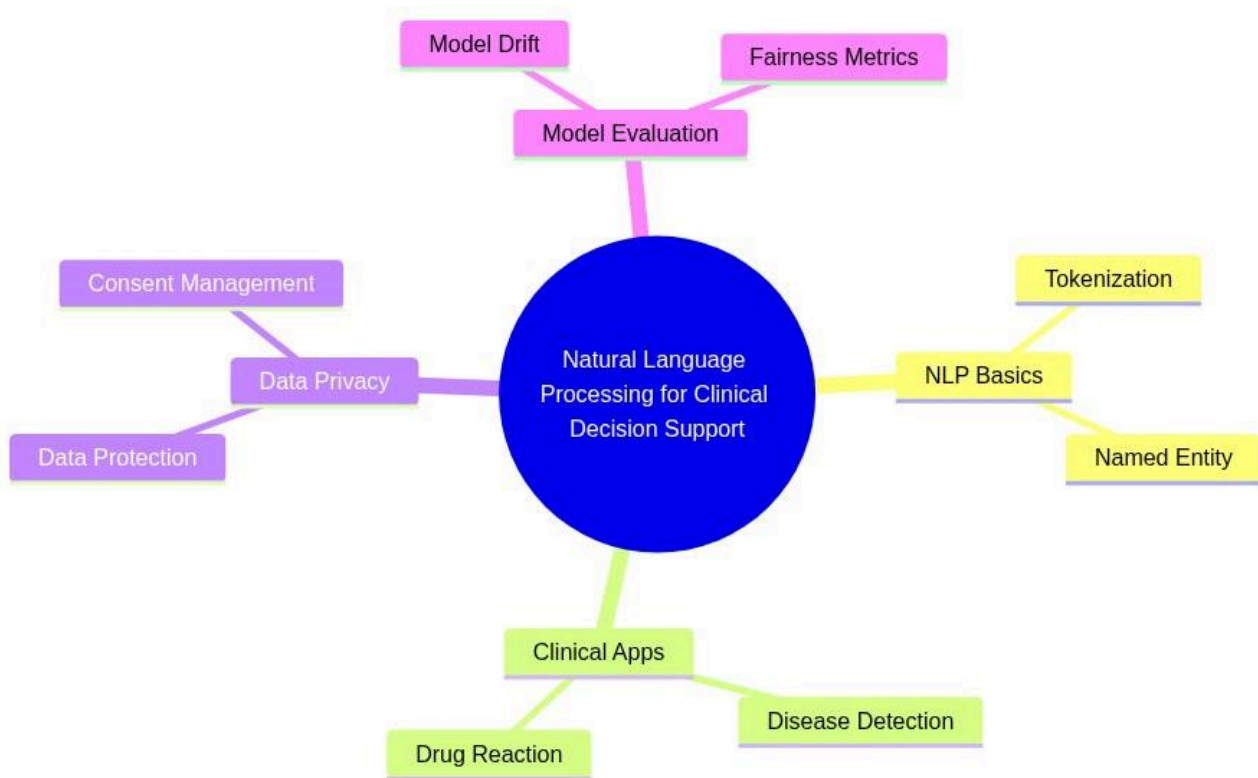 Model Drift
Fairness Metrics
Model Evaluation
Consent Management
Data Privacy
Data Protection
Natural Language
Processing for Clinical
Decision Support
Tokenization
NLP Basics
Named Entity
Clinical Apps
Disease Detection
Drug Reaction